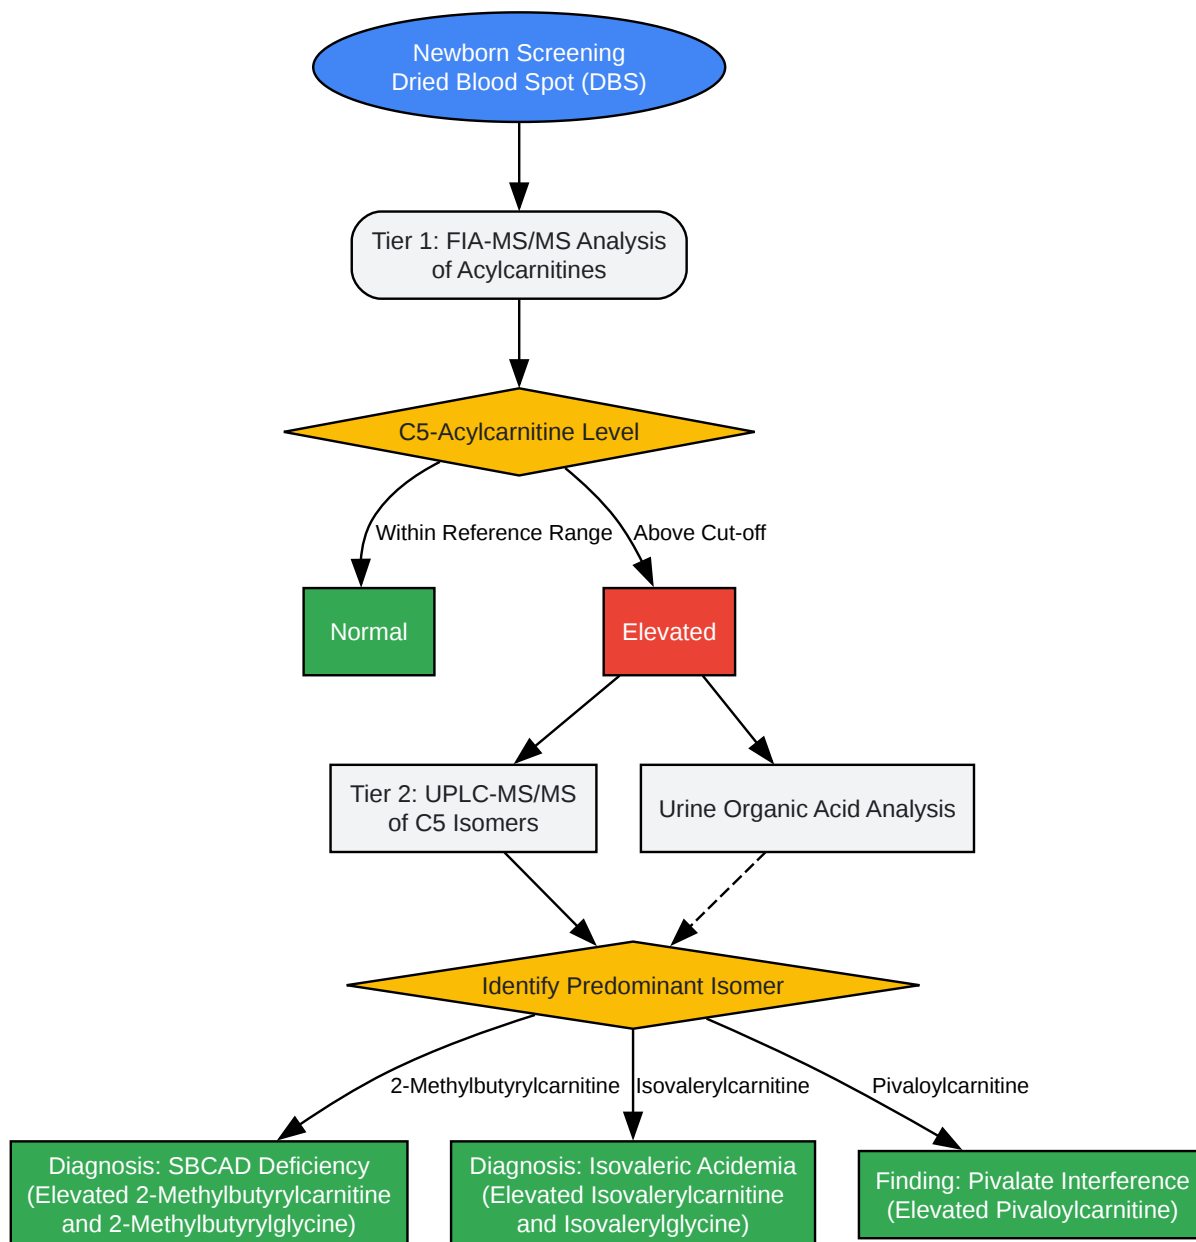 Newborn Screening
Dried Blood Spot (DBS)
Tier 1: FIA-MS/MS Analysis
of Acylcarnitines
C5-Acylcarnitine Level
Within Reference Range
Above Cut-off
Normal
Elevated
Tier 2: UPLC-MS/MS
of C5 Isomers
Urine Organic Acid Analysis
Identify Predominant Isomer
2-Methylbutyrylcarnitine
Isovalerylcarnitine
Pivaloylcarnitine
Diagnosis: SBCAD Deficiency
(Elevated 2-Methylbutyrylcarnitine
and 2-Methylbutyrylglycine)
Diagnosis: Isovaleric Acidemia
(Elevated Isovalerylcarnitine
and Isovalerylglycine)
Finding: Pivalate Interference
(Elevated Pivaloylcarnitine)